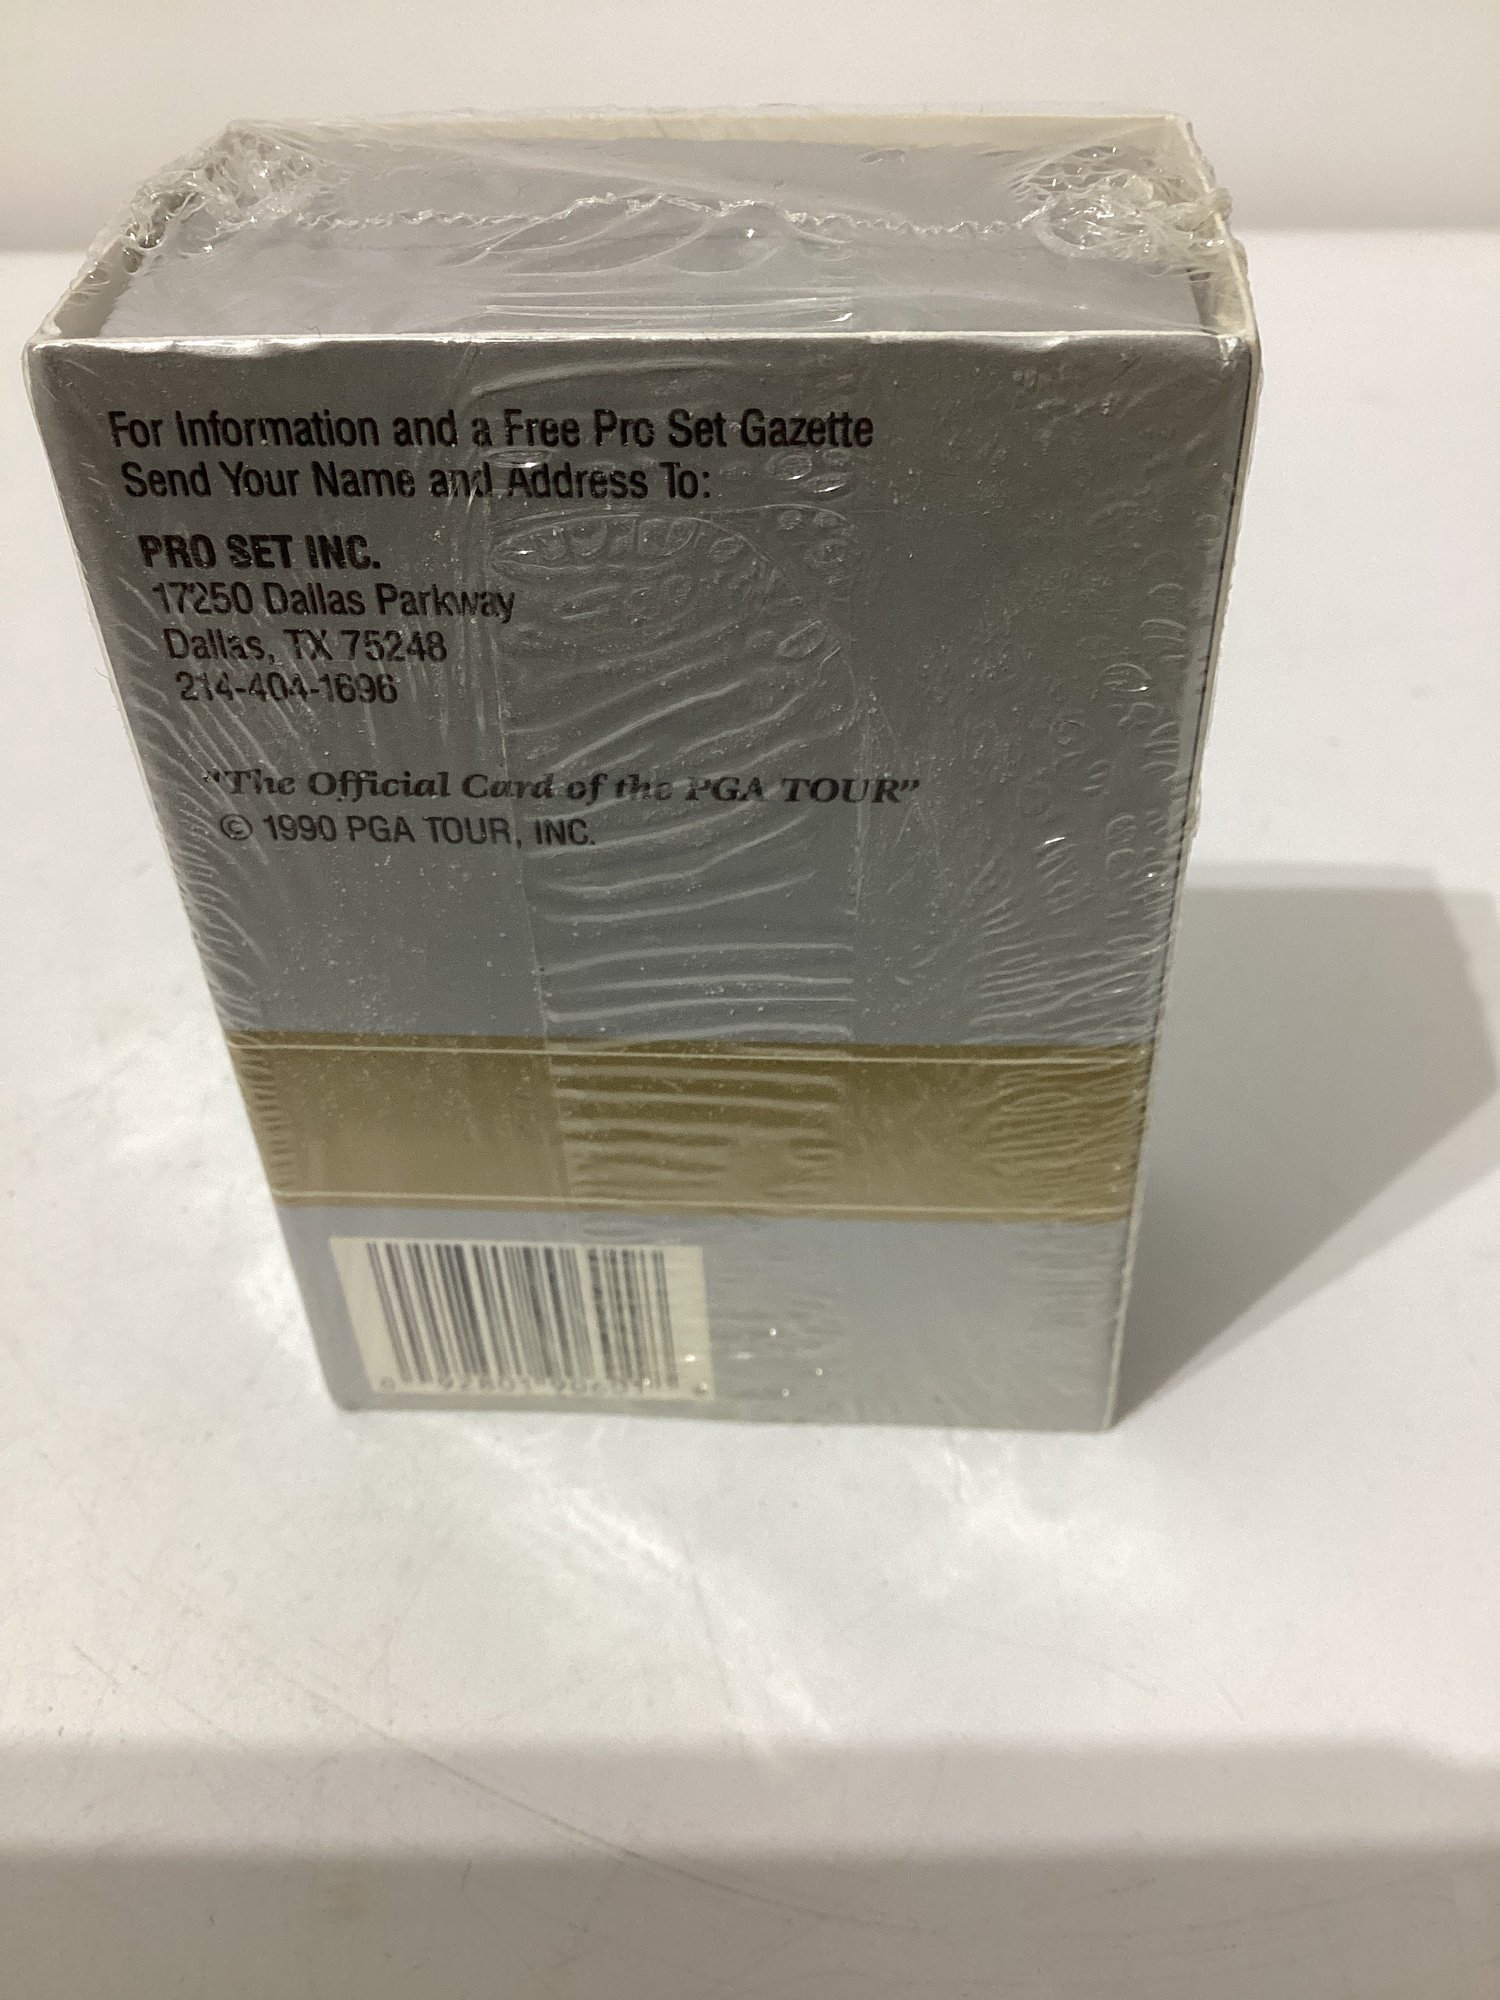 For Information and a Free Pro Set Gazette
Send Your Name and Address To:
PRO SET INC.
17250 Dallas Parkway
Dallas, TX 75248
214-404-1696
"The Official Card of the PGA TOUR"
© 1990 PGA TOUR, INC.